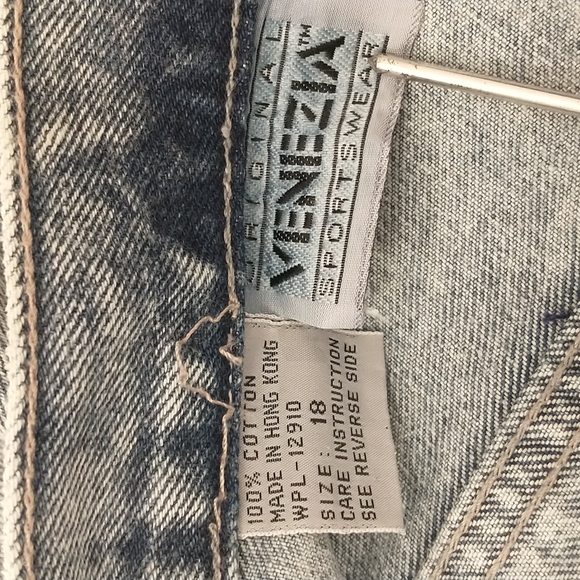 ORIGINAL
VENEZIA™
SPORTSWEAR
100% COTTON
MADE IN HONG KONG
WPL-12910
SIZE: 18
CARE INSTRUCTION
SEE REVERSE SIDE